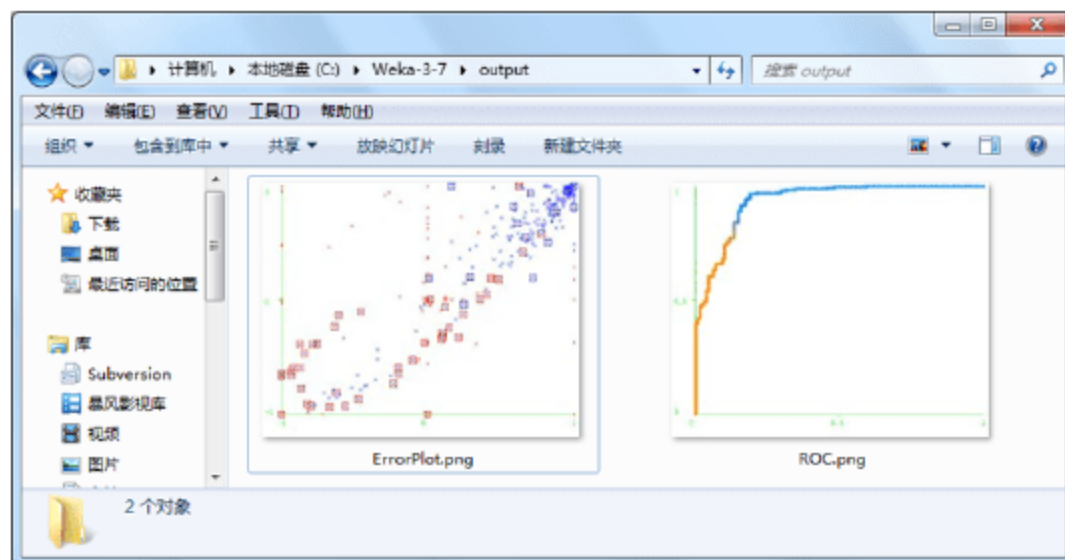 计算机 ▸ 本地磁盘 (C:) ▸ Weka-3-7 ▸ output
搜索 output
文件(F) 编辑(E) 查看(V) 工具(T) 帮助(H)
组织 包含到库中 共享 放映幻灯片 刻录 新建文件夹
收藏夹
下载
桌面
最近访问的位置
库
Subversion
暴风影视库
视频
图片
ErrorPlot.png
ROC.png
2 个对象